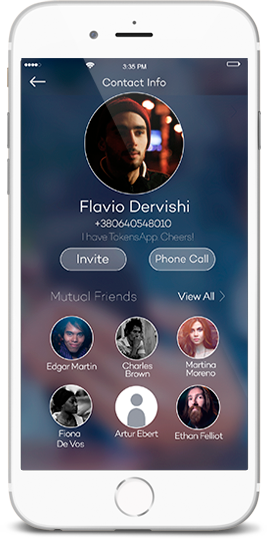 3:35 PM
Contact Info
Flavio Dervishi
+380640548010
I have TokensApp Cheers!
Invite
Phone Call
Mutual Friends
View All
Edgar Martin
Charles
Brown
Martina
Moreno
Fiona
De Vos
Artur Ebert
Ethan Felliot